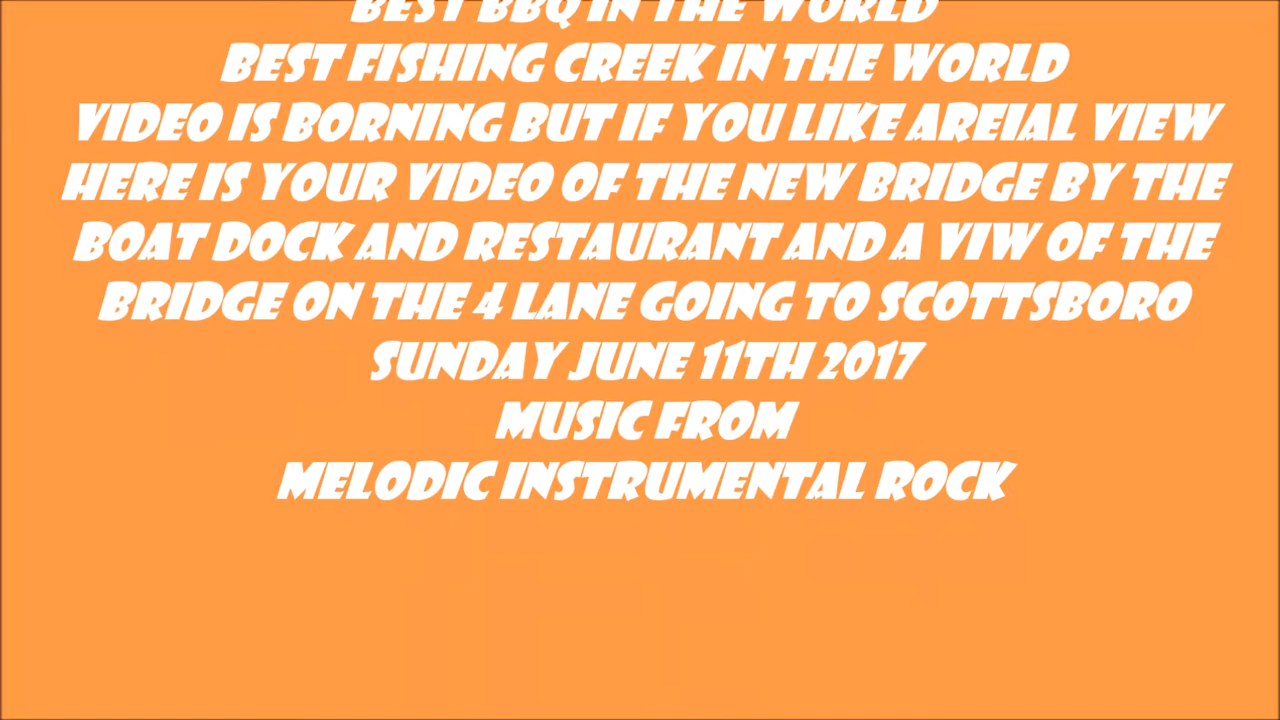 BEST BBQ IN THE WORLD
BEST FISHING CREEK IN THE WORLD
VIDEO IS BORNING BUT IF YOU LIKE AREIAL VIEW
HERE IS YOUR VIDEO OF THE NEW BRIDGE BY THE
BOAT DOCK AND RESTAURANT AND A VIW OF THE
BRIDGE ON THE 4 LANE GOING TO SCOTTSBORO
SUNDAY JUNE 11TH 2017
MUSIC FROM
MELODIC INSTRUMENTAL ROCK